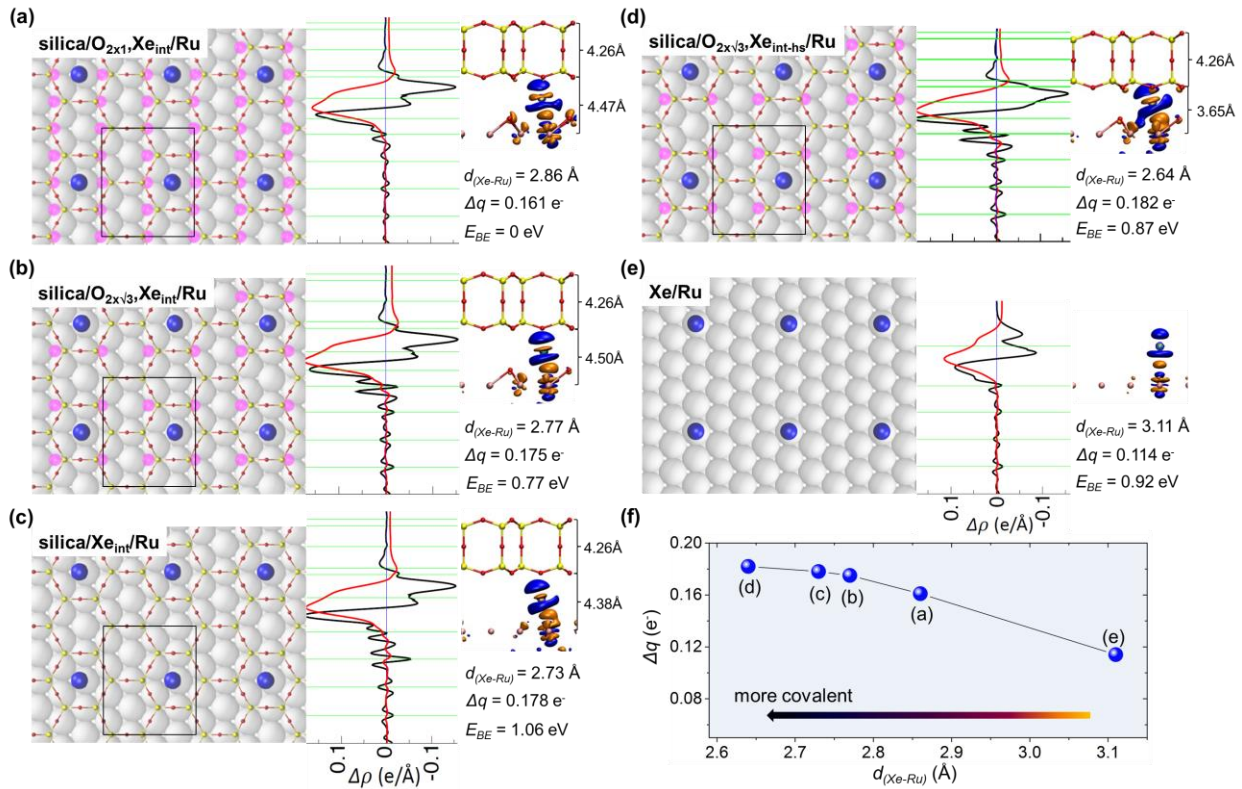 (a)
silica/O2x1,Xeint/Ru
4.26Å
4.47Å
d(Xe-Ru) = 2.86 Å
Δq = 0.161 e-
EBE = 0 eV
(b)
silica/O2x√3,Xeint/Ru
4.26Å
4.50Å
d(Xe-Ru) = 2.77 Å
Δq = 0.175 e-
EBE = 0.77 eV
(c)
silica/Xeint/Ru
4.26Å
4.38Å
d(Xe-Ru) = 2.73 Å
Δq = 0.178 e-
EBE = 1.06 eV
0.1 0 -0.1
Δρ (e/Å)
(d)
silica/O2x√3,Xeint-hs/Ru
4.26Å
3.65Å
d(Xe-Ru) = 2.64 Å
Δq = 0.182 e-
EBE = 0.87 eV
(e)
Xe/Ru
d(Xe-Ru) = 3.11 Å
Δq = 0.114 e-
EBE = 0.92 eV
0.1 0 -0.1
Δρ (e/Å)
(f)
0.20
0.16
0.12
0.08
Δq (e-)
(d) (c) (b) (a) (e)
more covalent
2.6 2.7 2.8 2.9 3.0 3.1
d(Xe-Ru) (Å)